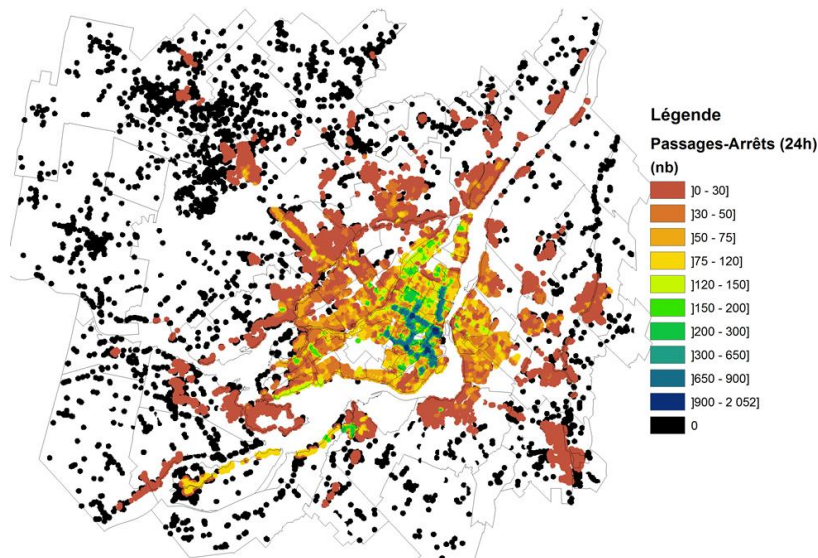 Légende
Passages-Arrêts (24h)
(nb)
]0 - 30]
]30 - 50]
]50 - 75]
]75 - 120]
]120 - 150]
]150 - 200]
]200 - 300]
]300 - 650]
]650 - 900]
]900 - 2 052]
0